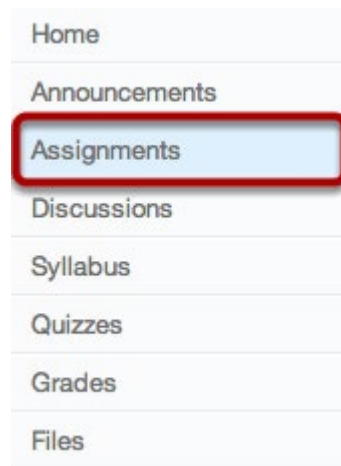 Home
Announcements
Assignments
Discussions
Syllabus
Quizzes
Grades
Files